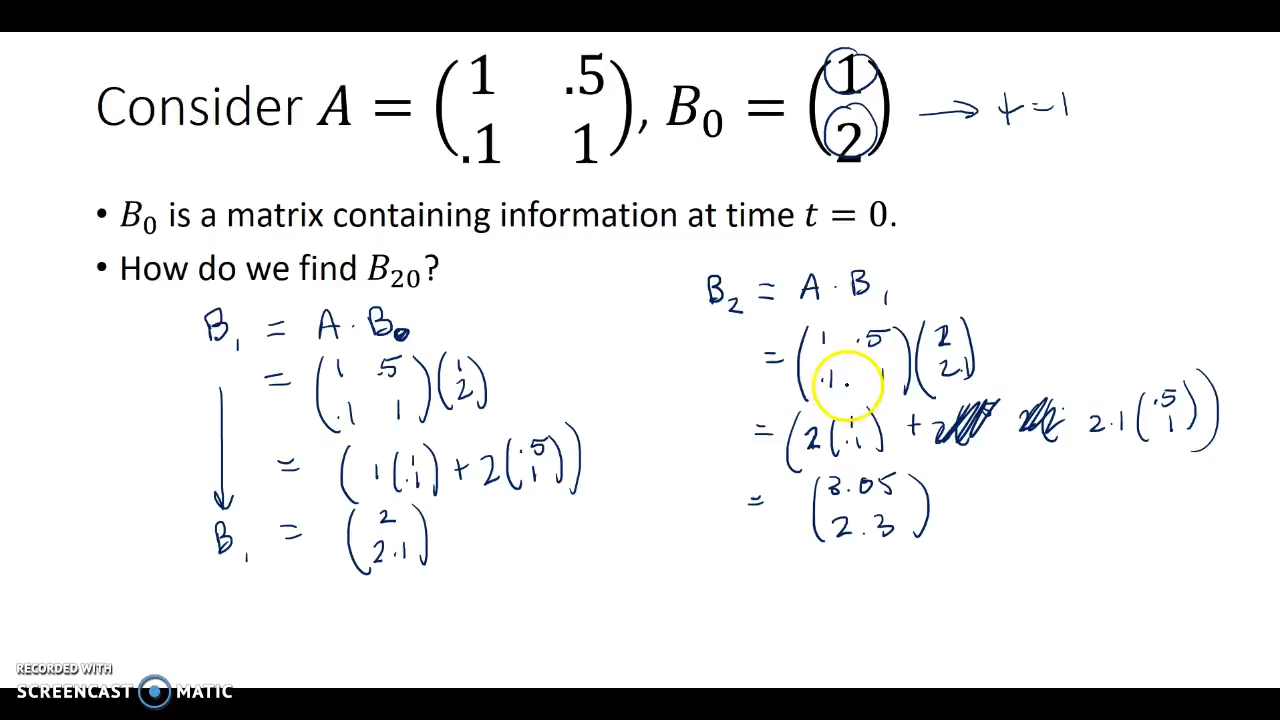 Consider A = (1 .5 .1 1), B₀ = (1 2) → t=1
• B₀ is a matrix containing information at time t = 0.
• How do we find B₂₀?
B₁ = A · B₀
= (1 .5 .1 1)(1 2)
= (1(1 .1) + 2(.5 1))
B₁ = (2 2.1)
B₂ = A · B₁
= (1 .5 .1 1)(2 2.1)
= (2(1 .1) + 2.1(.5 1))
= (3.05 2.3)
RECORDED WITH
SCREENCAST MATIC